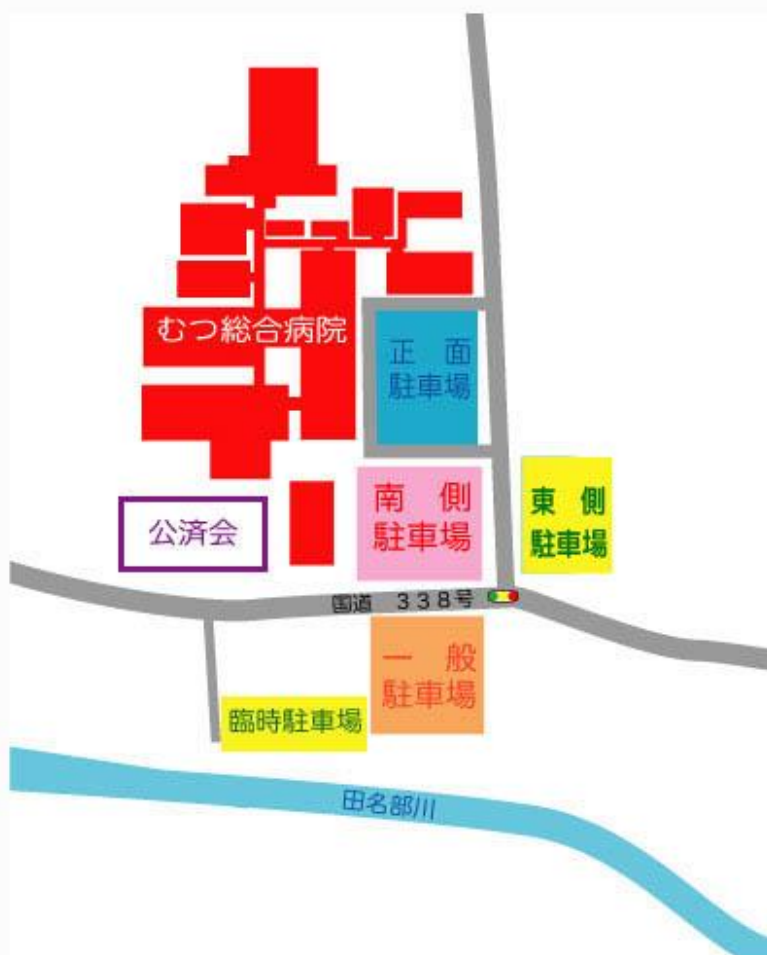 むつ総合病院
正　面
駐車場
南　側
駐車場
東　側
駐車場
公済会
国道　３３８号
一　般
駐車場
臨時駐車場
田名部川